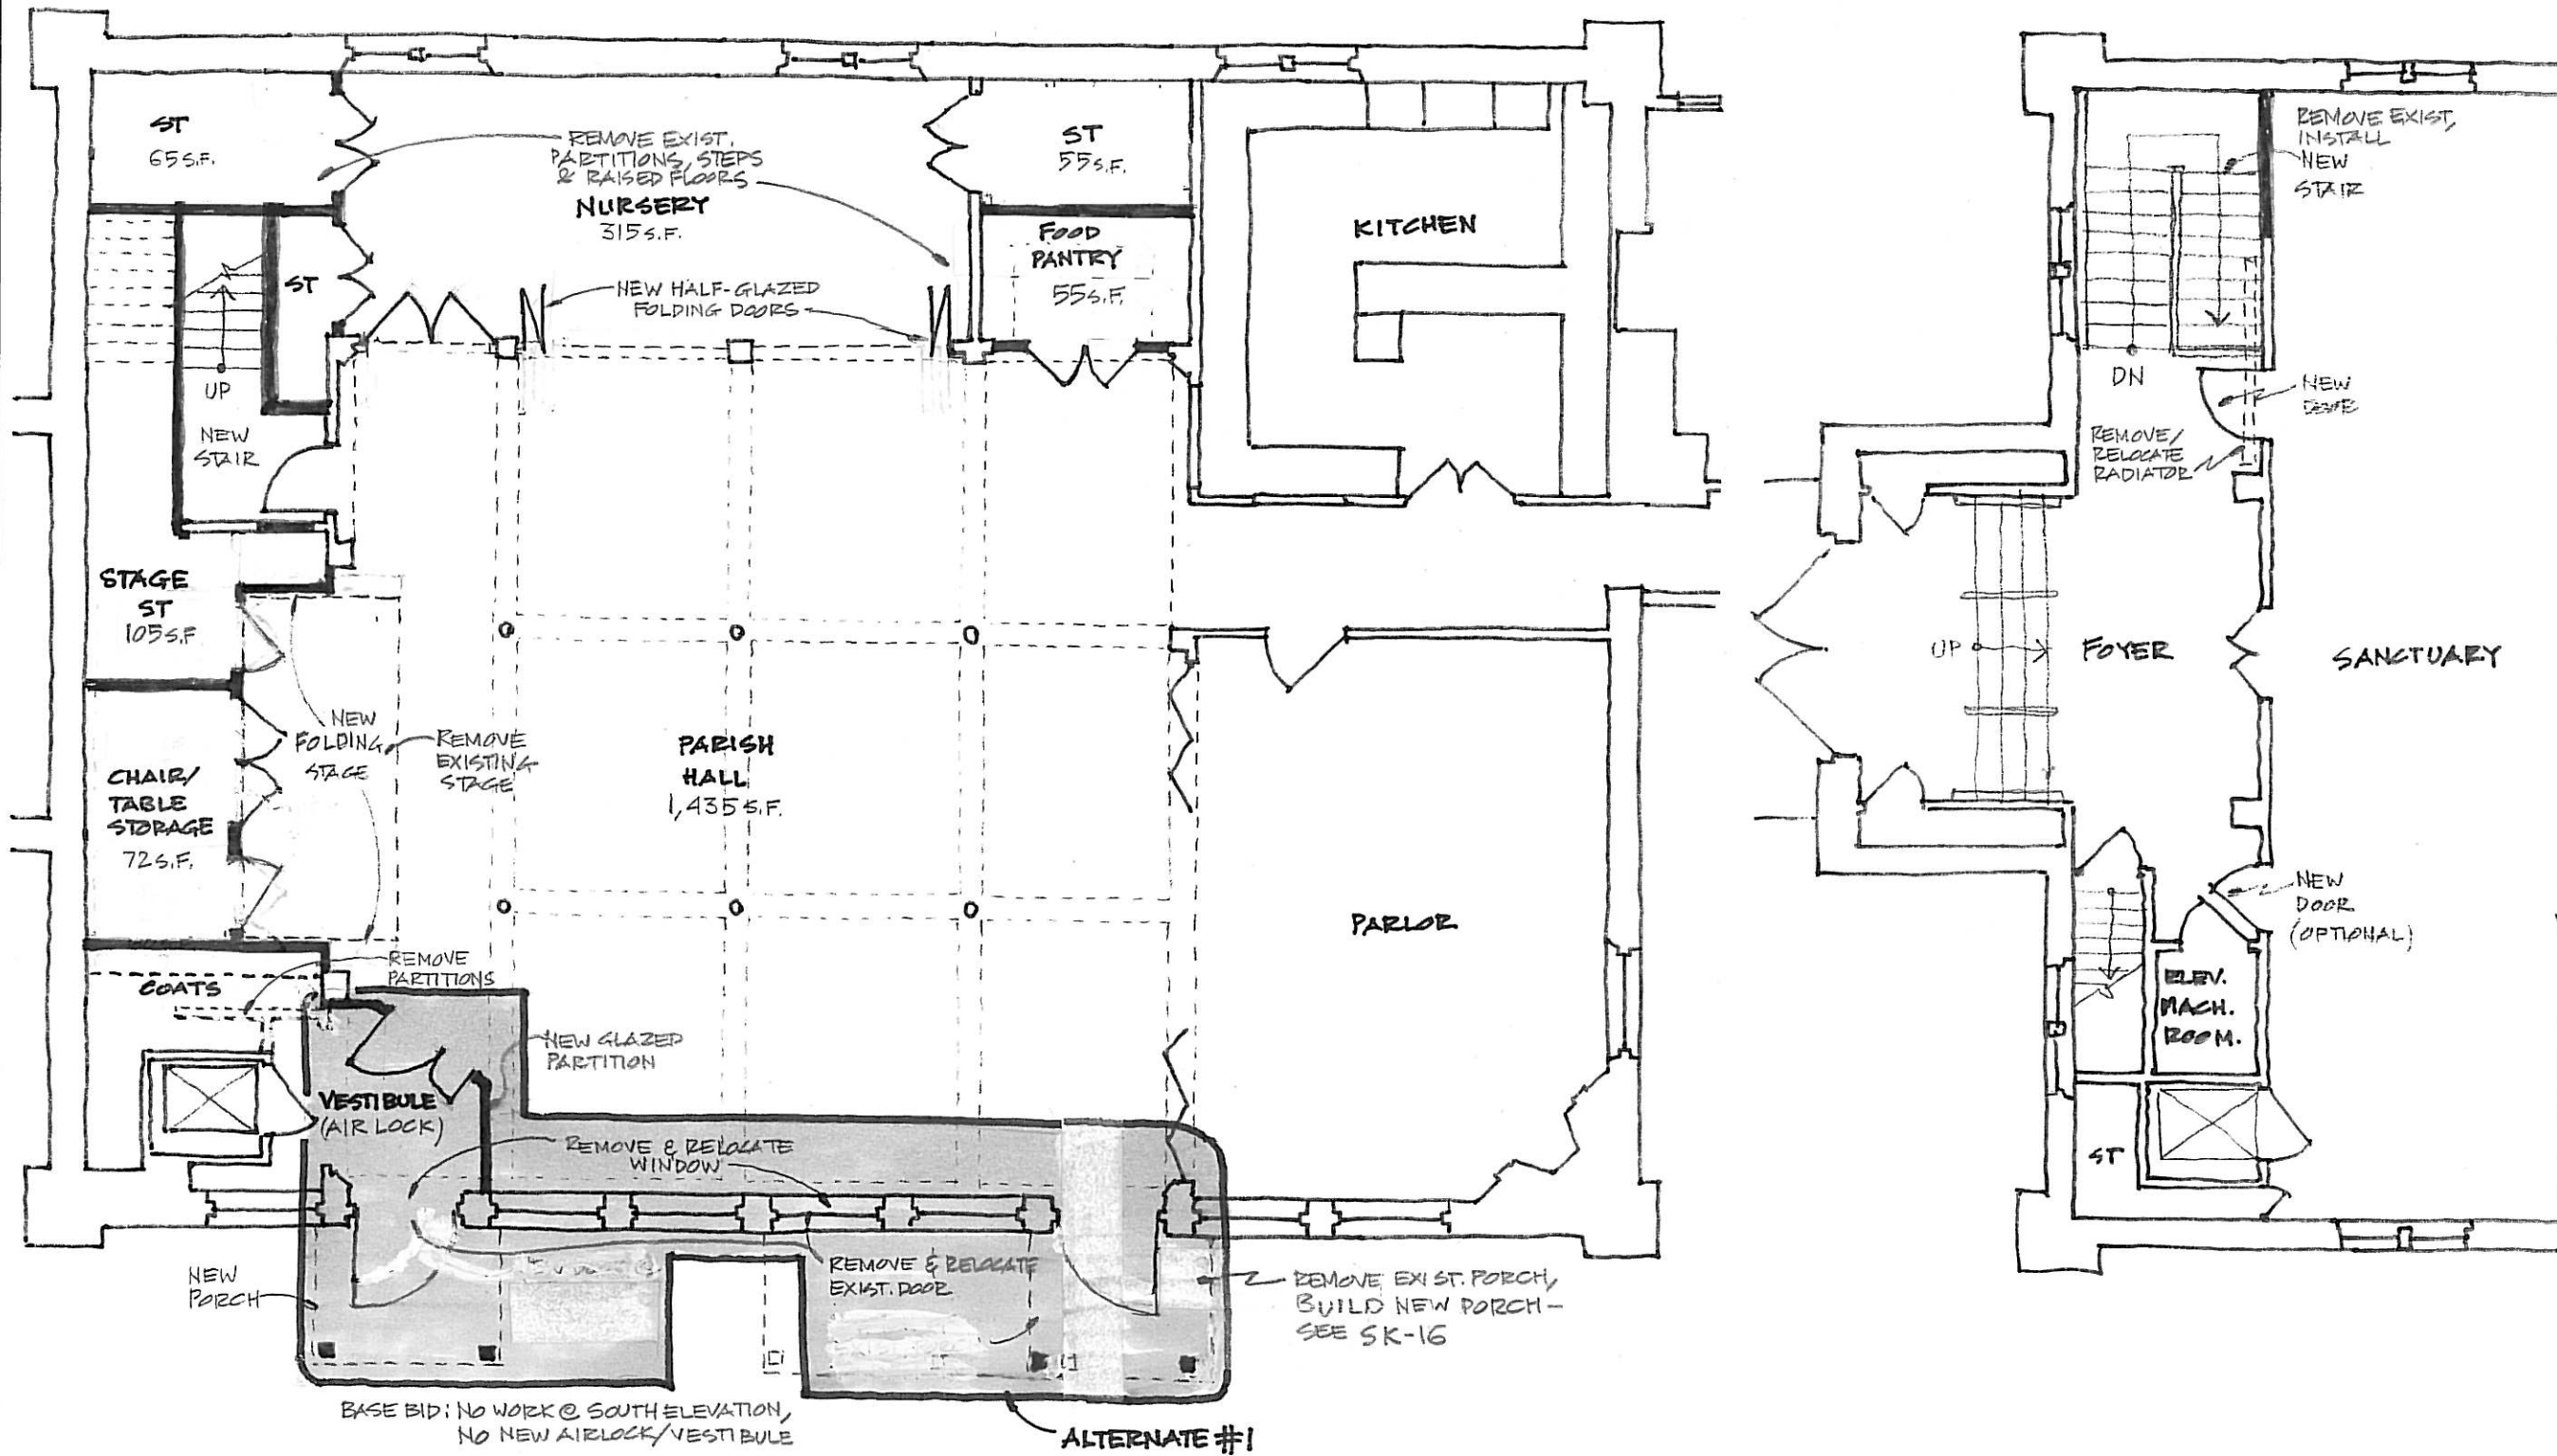 ST
65 S.F.
REMOVE EXIST.
PARTITIONS, STEPS
& RAISED FLOORS
NURSERY
315 S.F.
ST
55 S.F.
FOOD
PANTRY
55 S.F.
KITCHEN
ST
NEW HALF-GLAZED
FOLDING DOORS
UP
NEW
STAIR
STAGE
ST
105 S.F
NEW
FOLDING
STAGE
REMOVE
EXISTING
STAGE
CHAIR/
TABLE
STORAGE
72 S.F.
PARISH
HALL
1,435 S.F.
PARLOR
REMOVE
PARTITIONS
COATS
NEW GLAZED
PARTITION
VESTIBULE
(AIR LOCK)
REMOVE & RELOCATE
WINDOW
NEW
PORCH
REMOVE & RELOCATE
EXIST. DOOR
REMOVE EXIST. PORCH,
BUILD NEW PORCH –
SEE SK-16
BASE BID: NO WORK @ SOUTH ELEVATION,
NO NEW AIRLOCK/VESTIBULE
ALTERNATE #1
REMOVE EXIST,
INSTALL
NEW
STAIR
DN
NEW
DOOR
REMOVE/
RELOCATE
RADIATOR
UP
FOYER
SANCTUARY
NEW
DOOR
(OPTIONAL)
ELEV.
MACH.
ROOM.
ST